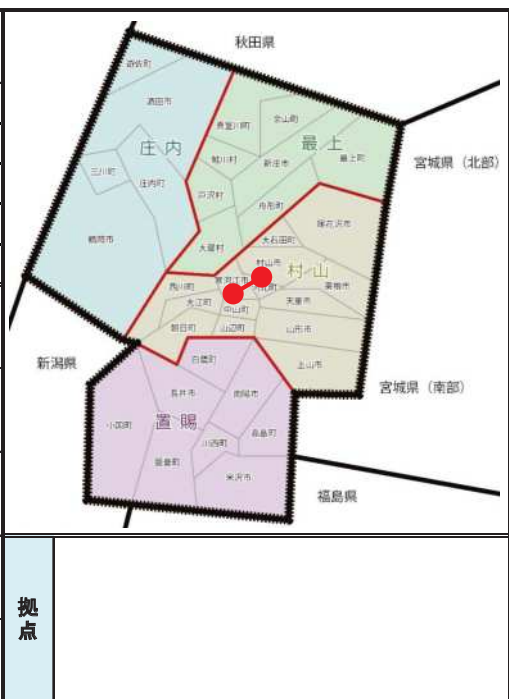 秋田県
遊佐町
酒田市
真室川町
金山町
庄内
最上
鮭川村
新庄市
最上町
宮城県（北部）
三川町
庄内町
戸沢村
舟形町
鶴岡市
大蔵村
大石田町
尾花沢市
村山市
村山
西川町
東根市
大江町
天童市
中山町
朝日町
山辺町
山形市
白鷹町
上山市
新潟県
宮城県（南部）
長井市
南陽市
小国町
置賜
高畠町
川西町
飯豊町
米沢市
福島県
拠点